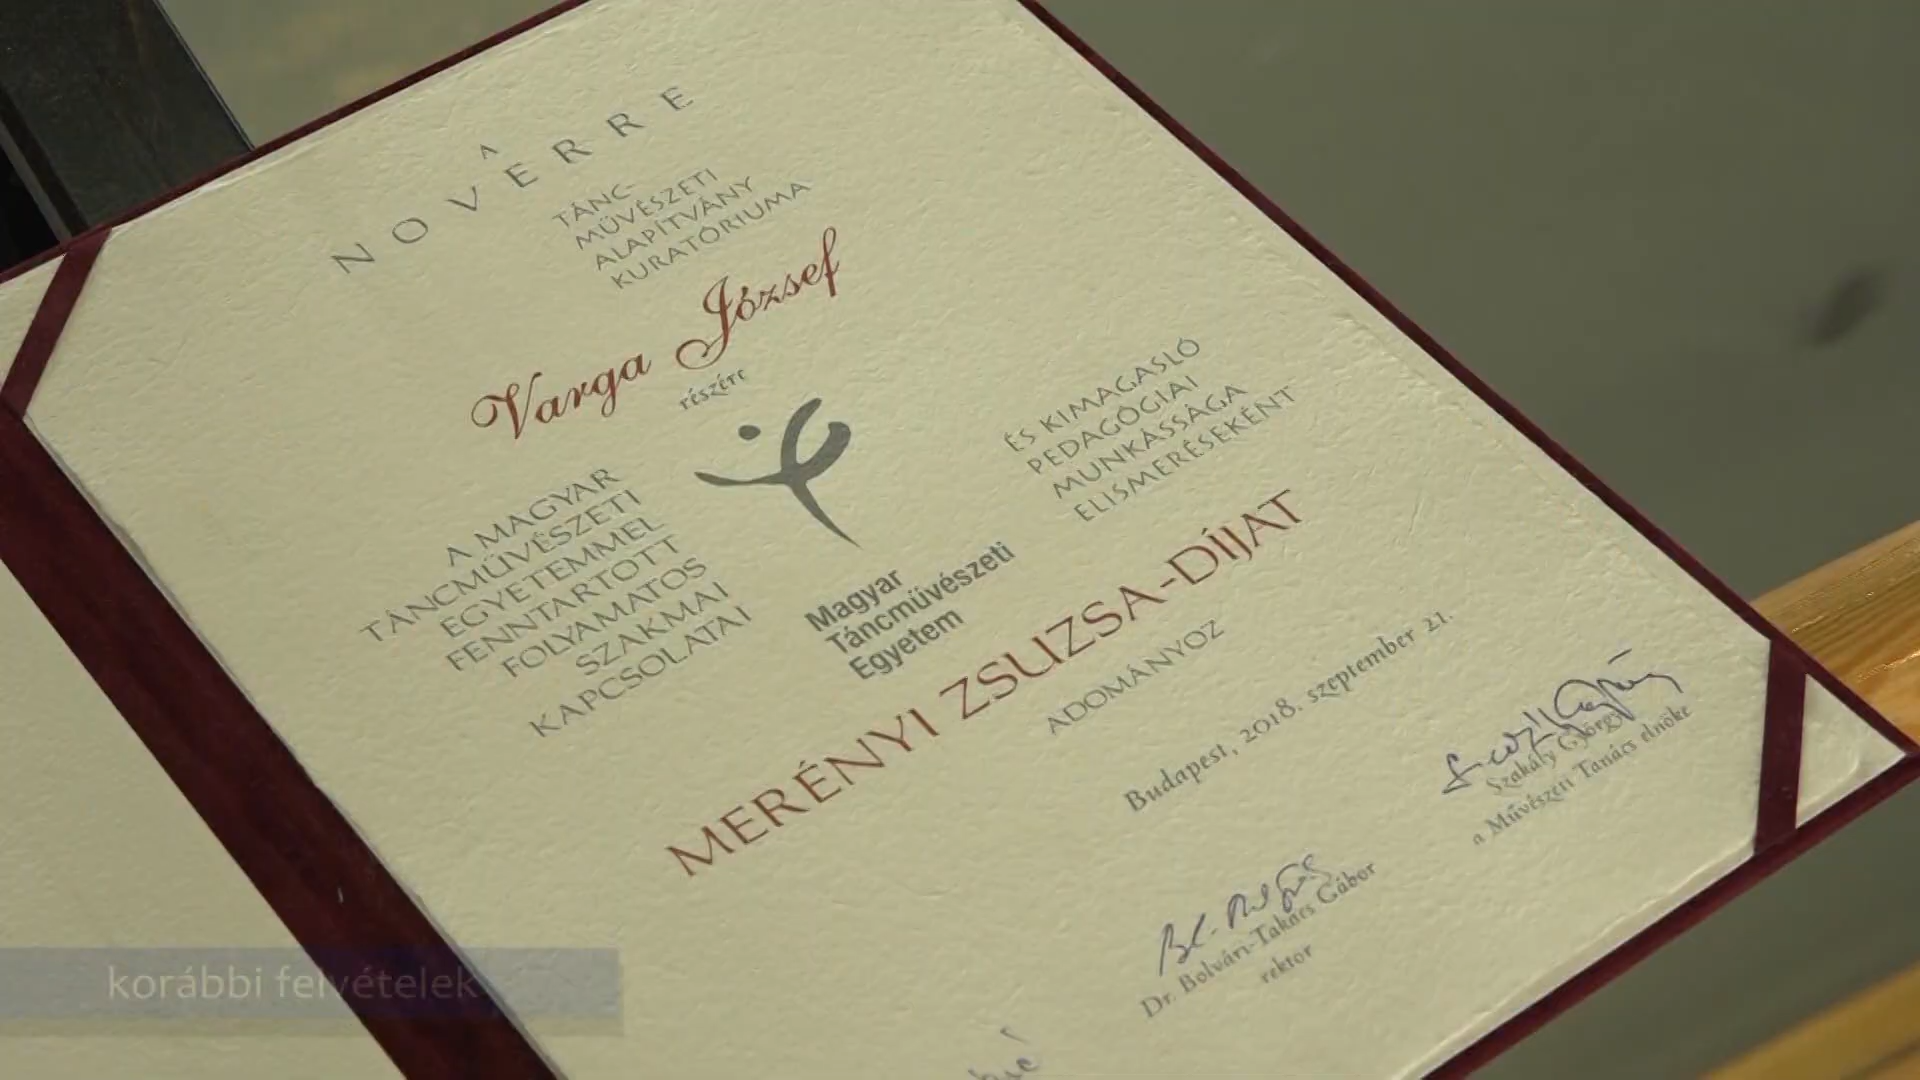 A
NOVERRE
TÁNC-
MŰVÉSZETI
ALAPÍTVÁNY
KURATÓRIUMA
Varga József
részére
A MAGYAR
TÁNCMŰVÉSZETI
EGYETEMMEL
FENNTARTOTT
FOLYAMATOS
SZAKMAI
KAPCSOLATAI
Magyar
Táncművészeti
Egyetem
ÉS KIMAGASLÓ
PEDAGÓGIAI
MUNKÁSSÁGA
ELISMERÉSEKÉNT
MERÉNYI ZSUZSA-DÍJAT
ADOMÁNYOZ
Budapest, 2018. szeptember 21.
Szakály György
a Művészeti Tanács elnöke
Dr. Bolvári-Takács Gábor
rektor
korábbi felvételek